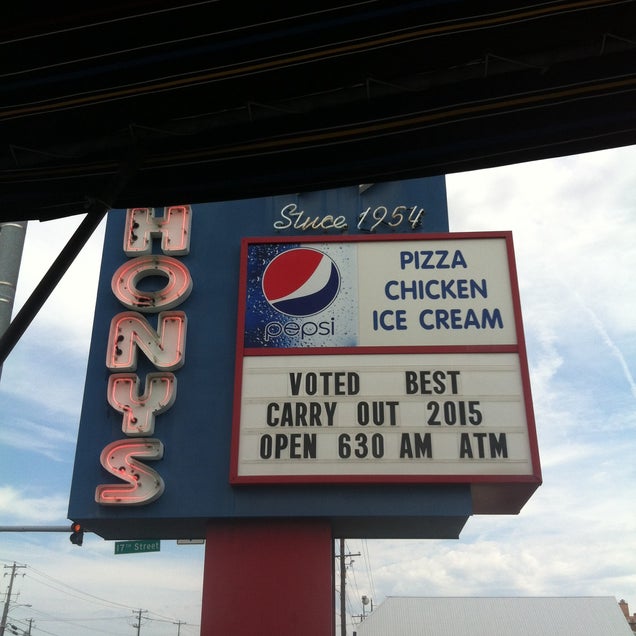 HONYS
Since 1954
pepsi
PIZZA
CHICKEN
ICE CREAM
VOTED BEST
CARRY OUT 2015
OPEN 630 AM ATM
17TH Street